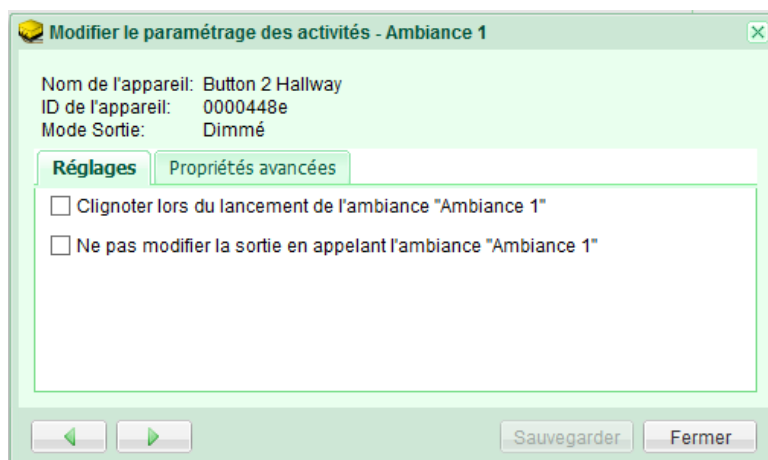 Modifier le paramétrage des activités - Ambiance 1
Nom de l'appareil: Button 2 Hallway
ID de l'appareil: 0000448e
Mode Sortie: Dimmé
Réglages Propriétés avancées
Clignoter lors du lancement de l'ambiance "Ambiance 1"
Ne pas modifier la sortie en appelant l'ambiance "Ambiance 1"
Sauvegarder Fermer